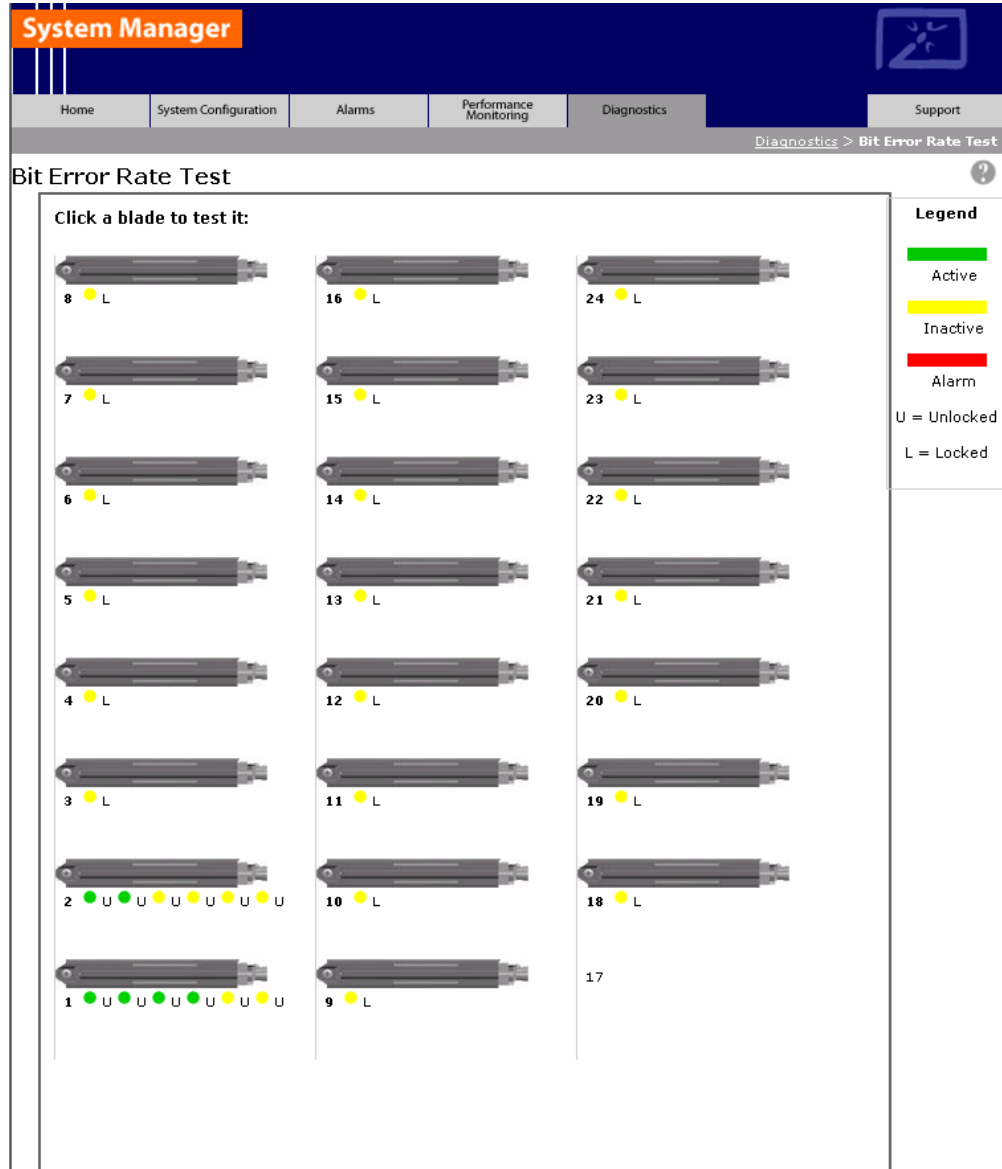 System Manager
Home
System Configuration
Alarms
Performance
Monitoring
Diagnostics
Support
Diagnostics > Bit Error Rate Test
Bit Error Rate Test
?
Click a blade to test it:
8 L
16 L
24 L
7 L
15 L
23 L
6 L
14 L
22 L
5 L
13 L
21 L
4 L
12 L
20 L
3 L
11 L
19 L
2 U U U U U U
10 L
18 L
1 U U U U U U
9 L
17
Legend
Active
Inactive
Alarm
U = Unlocked
L = Locked